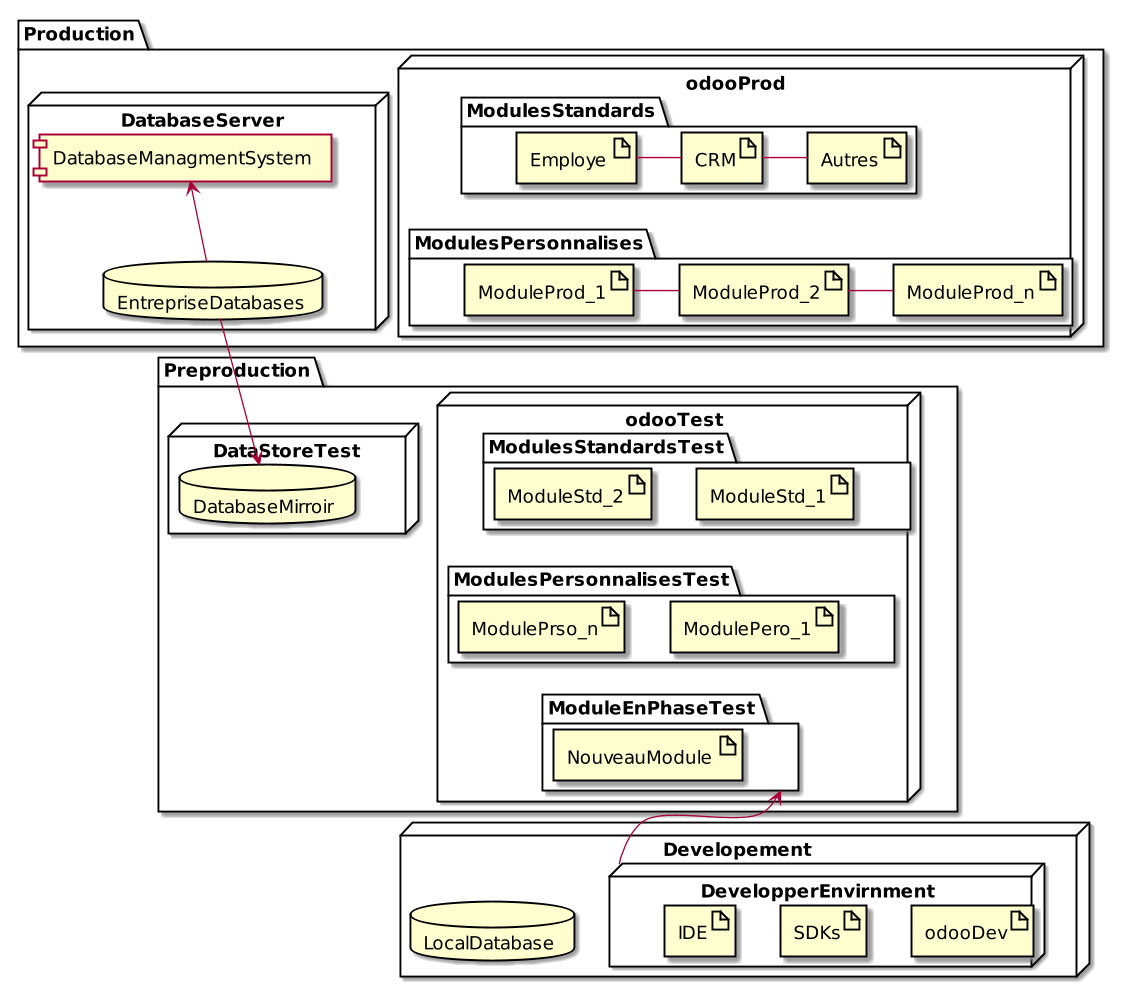 Production
DatabaseServer
DatabaseManagmentSystem
EntrepriseDatabases
odooProd
ModulesStandards
Employe
CRM
Autres
ModulesPersonnalises
ModuleProd_1
ModuleProd_2
ModuleProd_n
Preproduction
DataStoreTest
DatabaseMirroir
odooTest
ModulesStandardsTest
ModuleStd_2
ModuleStd_1
ModulesPersonnalisesTest
ModulePrso_n
ModulePero_1
ModuleEnPhaseTest
NouveauModule
Developement
LocalDatabase
DevelopperEnvirnment
IDE
SDKs
odooDev